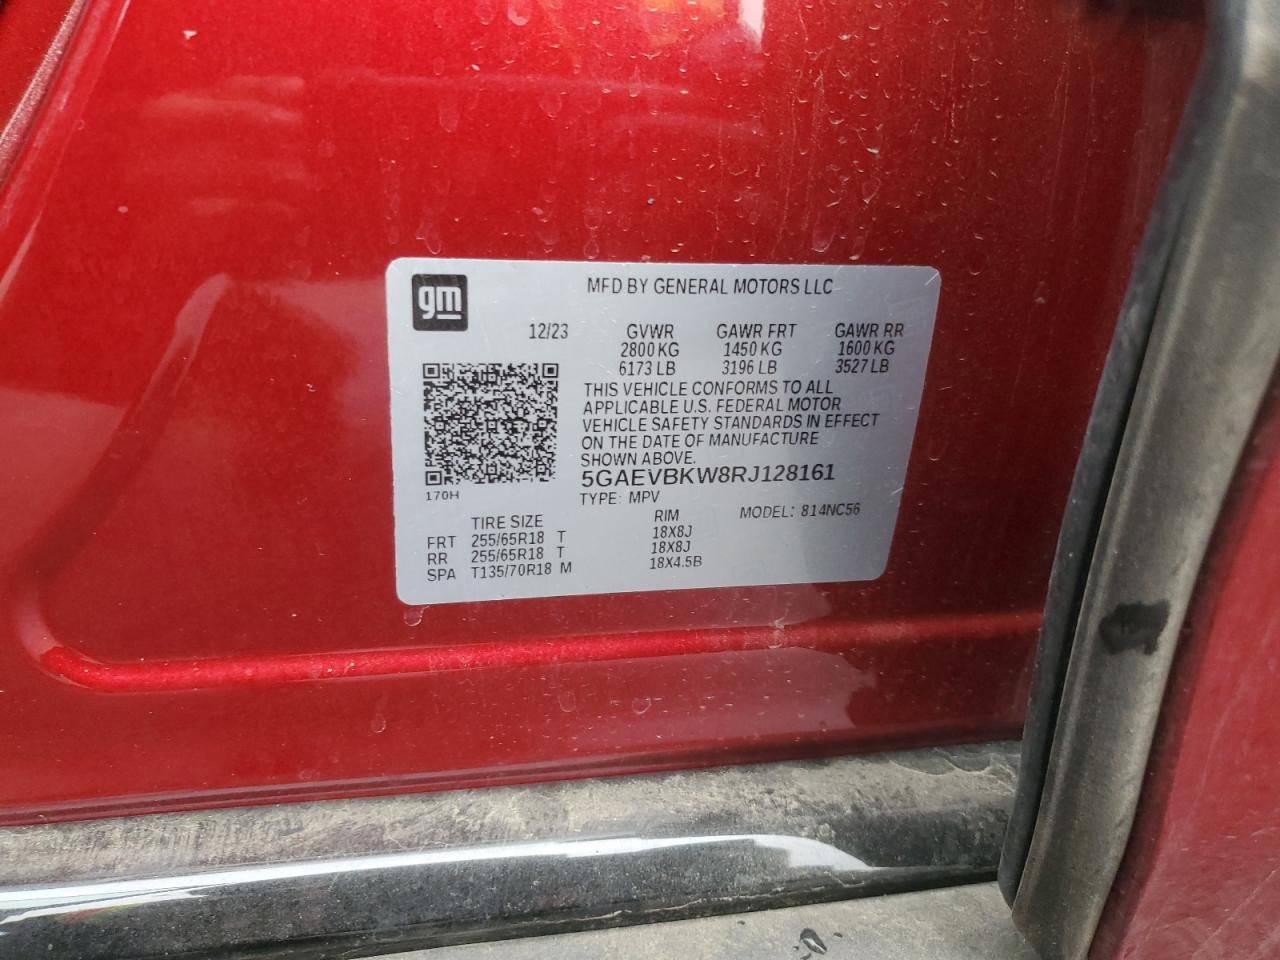 gm
MFD BY GENERAL MOTORS LLC
12/23 GVWR GAWR FRT GAWR RR
2800 KG 1450 KG 1600 KG
6173 LB 3196 LB 3527 LB
THIS VEHICLE CONFORMS TO ALL
APPLICABLE U.S. FEDERAL MOTOR
VEHICLE SAFETY STANDARDS IN EFFECT
ON THE DATE OF MANUFACTURE
SHOWN ABOVE.
5GAEVBKW8RJ128161
170H
TYPE: MPV
MODEL: 814NC56
TIRE SIZE RIM
FRT 255/65R18 T 18X8J
RR 255/65R18 T 18X8J
SPA T135/70R18 M 18X4.5B